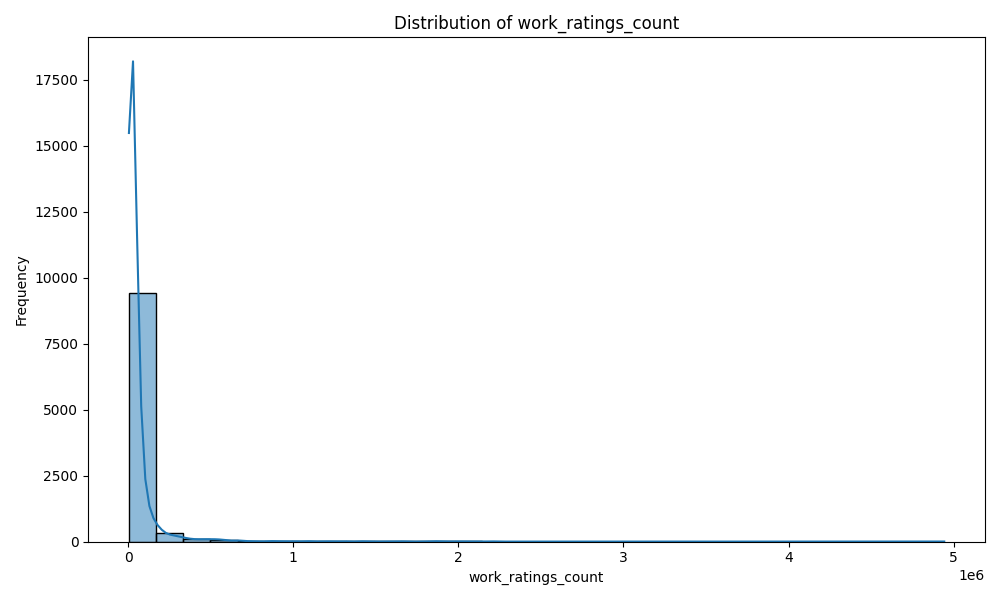 Distribution of work_ratings_count
17500
15000
12500
10000
7500
5000
2500
0
Frequency
0 1 2 3 4 5
1e6
work_ratings_count